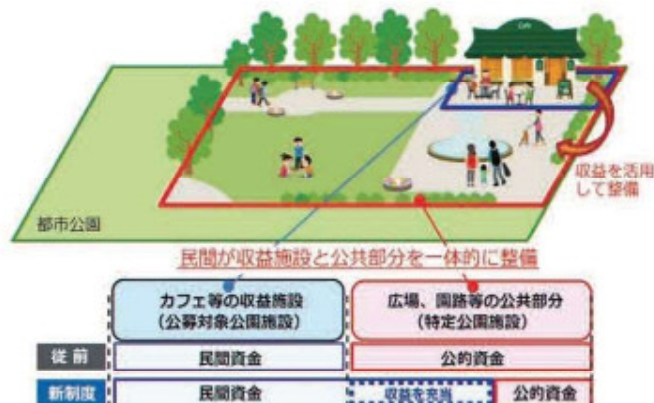 Cafe
収益を活用
して整備
都市公園
民間が収益施設と公共部分を一体的に整備
カフェ等の収益施設
（公募対象公園施設）
広場、園路等の公共部分
（特定公園施設）
従前
民間資金
公的資金
新制度
民間資金
収益を充当
公的資金